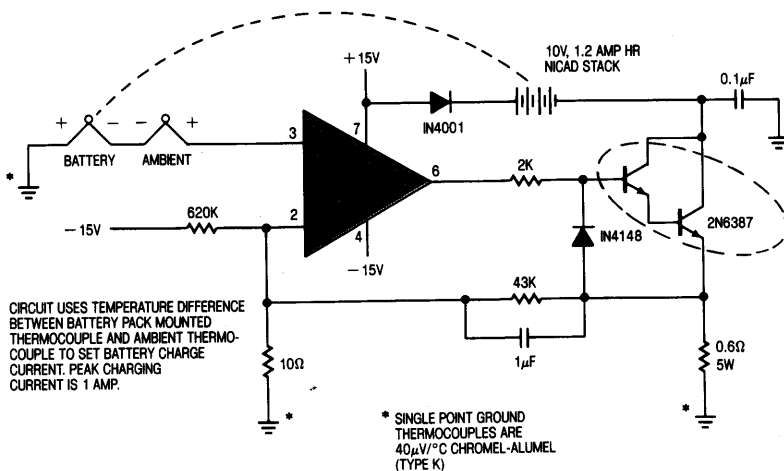 10V, 1.2 AMP HR
NICAD STACK
+15V
0.1µF
IN4001
+ - - +
BATTERY AMBIENT
*
3
7
6
2K
2N6387
620K
2
-15V
4
-15V
IN4148
43K
1µF
10Ω
*
0.6Ω
5W
*
CIRCUIT USES TEMPERATURE DIFFERENCE
BETWEEN BATTERY PACK MOUNTED
THERMOCOUPLE AND AMBIENT THERMO-
COUPLE TO SET BATTERY CHARGE
CURRENT. PEAK CHARGING
CURRENT IS 1 AMP.
* SINGLE POINT GROUND
THERMOCOUPLES ARE
40µV/°C CHROMEL-ALUMEL
(TYPE K)